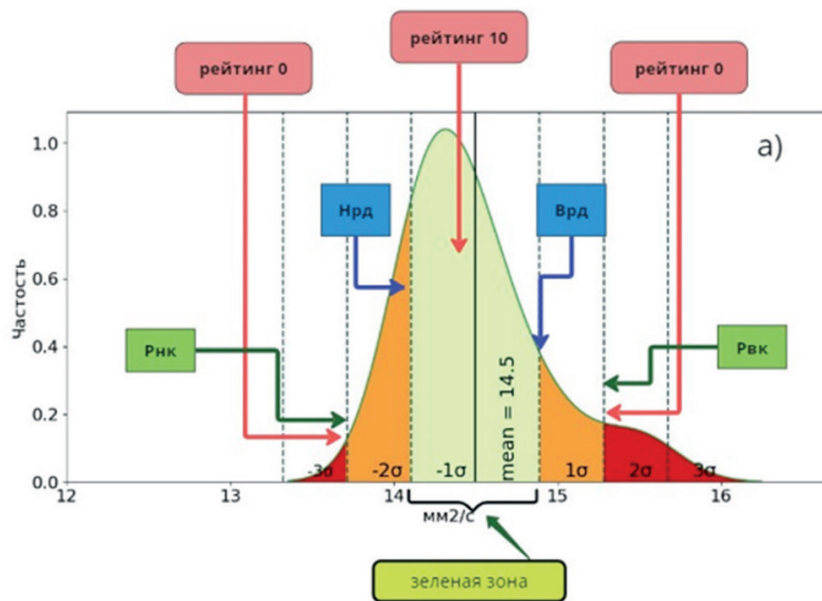 рейтинг 10
рейтинг 0
рейтинг 0
а)
Нрд
Врд
Рнк
Рвк
Частость
1.0
0.8
0.6
0.4
0.2
0.0
mean = 14.5
-3σ
-2σ
-1σ
1σ
2σ
3σ
12
13
14
15
16
мм2/с
зеленая зона